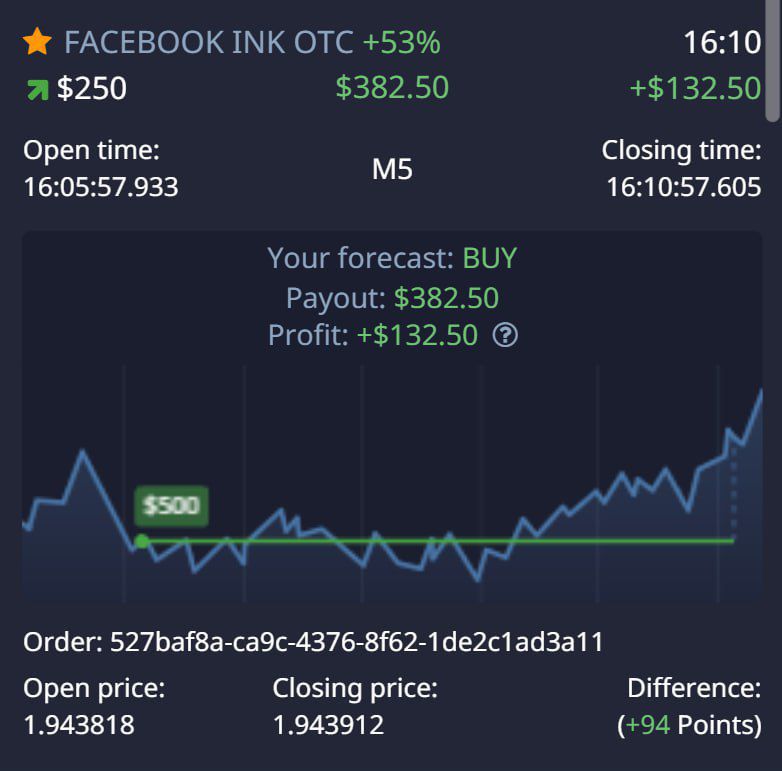 FACEBOOK INK OTC +53% 16:10
$250 $382.50 +$132.50
Open time: M5 Closing time:
16:05:57.933 16:10:57.605
Your forecast: BUY
Payout: $382.50
Profit: +$132.50 ?
$500
Order: 527baf8a-ca9c-4376-8f62-1de2c1ad3a11
Open price: Closing price: Difference:
1.943818 1.943912 (+94 Points)